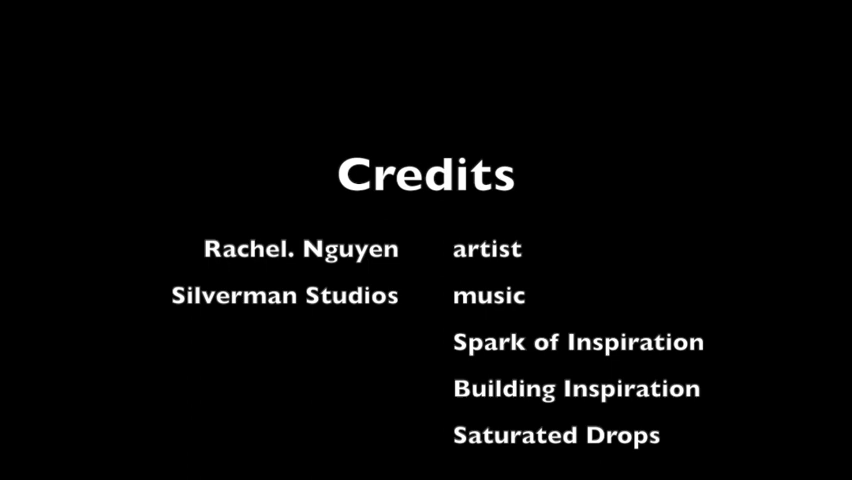 Credits
Rachel. Nguyen artist
Silverman Studios music
Spark of Inspiration
Building Inspiration
Saturated Drops